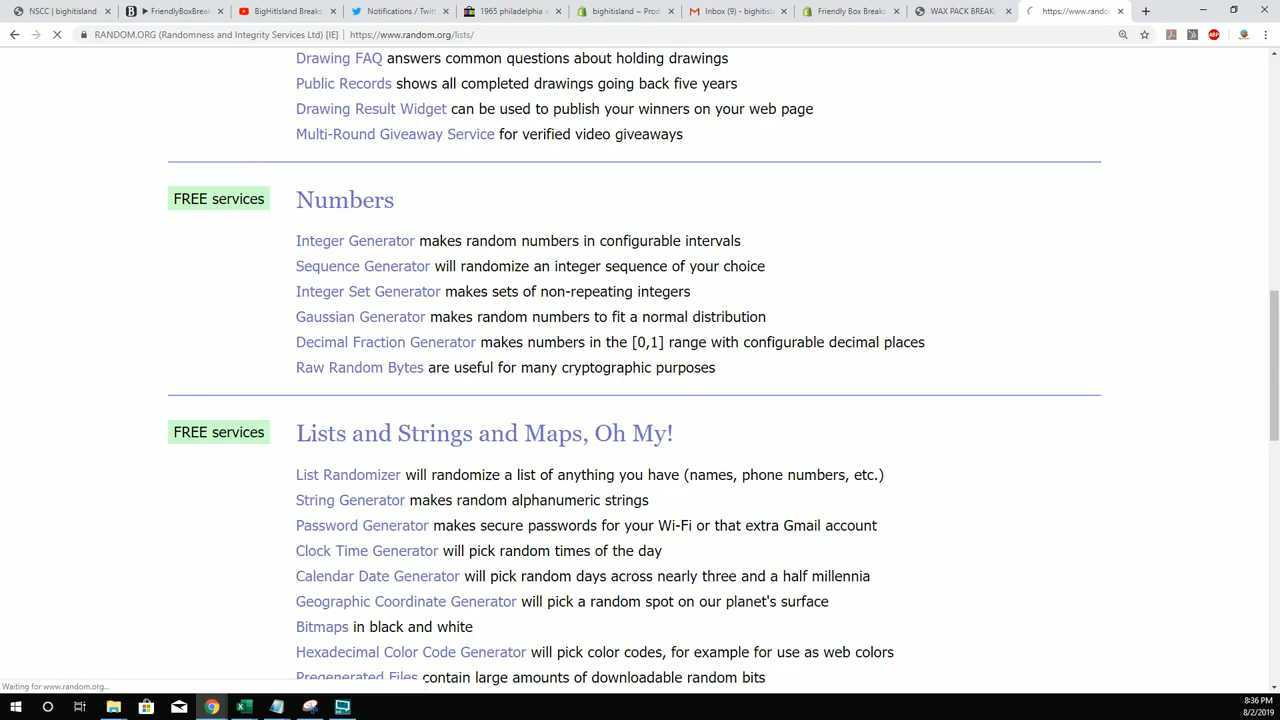 NSCC | bighitisland
FriendlyBoxBreak
BigHitIsland Breaks
Notifications / Twitt
1965 philadelphia
bighitisland ~ Prod
Inbox (9) - bighitisl
Friendly Box Breaks
WAX PACK BREAK
https://www.rando
RANDOM.ORG (Randomness and Integrity Services Ltd) [IE] | https://www.random.org/lists/
Drawing FAQ answers common questions about holding drawings
Public Records shows all completed drawings going back five years
Drawing Result Widget can be used to publish your winners on your web page
Multi-Round Giveaway Service for verified video giveaways
FREE services
Numbers
Integer Generator makes random numbers in configurable intervals
Sequence Generator will randomize an integer sequence of your choice
Integer Set Generator makes sets of non-repeating integers
Gaussian Generator makes random numbers to fit a normal distribution
Decimal Fraction Generator makes numbers in the [0,1] range with configurable decimal places
Raw Random Bytes are useful for many cryptographic purposes
FREE services
Lists and Strings and Maps, Oh My!
List Randomizer will randomize a list of anything you have (names, phone numbers, etc.)
String Generator makes random alphanumeric strings
Password Generator makes secure passwords for your Wi-Fi or that extra Gmail account
Clock Time Generator will pick random times of the day
Calendar Date Generator will pick random days across nearly three and a half millennia
Geographic Coordinate Generator will pick a random spot on our planet's surface
Bitmaps in black and white
Hexadecimal Color Code Generator will pick color codes, for example for use as web colors
Pregenerated Files contain large amounts of downloadable random bits
Waiting for www.random.org...
8:36 PM
8/2/2019